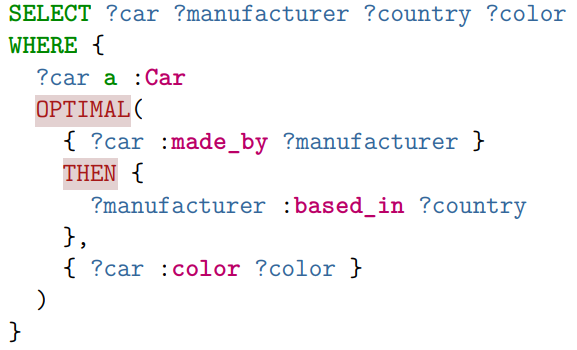 SELECT ?car ?manufacturer ?country ?color
WHERE {
  ?car a :Car
  OPTIMAL(
    { ?car :made_by ?manufacturer }
    THEN {
      ?manufacturer :based_in ?country
    },
    { ?car :color ?color }
  )
}